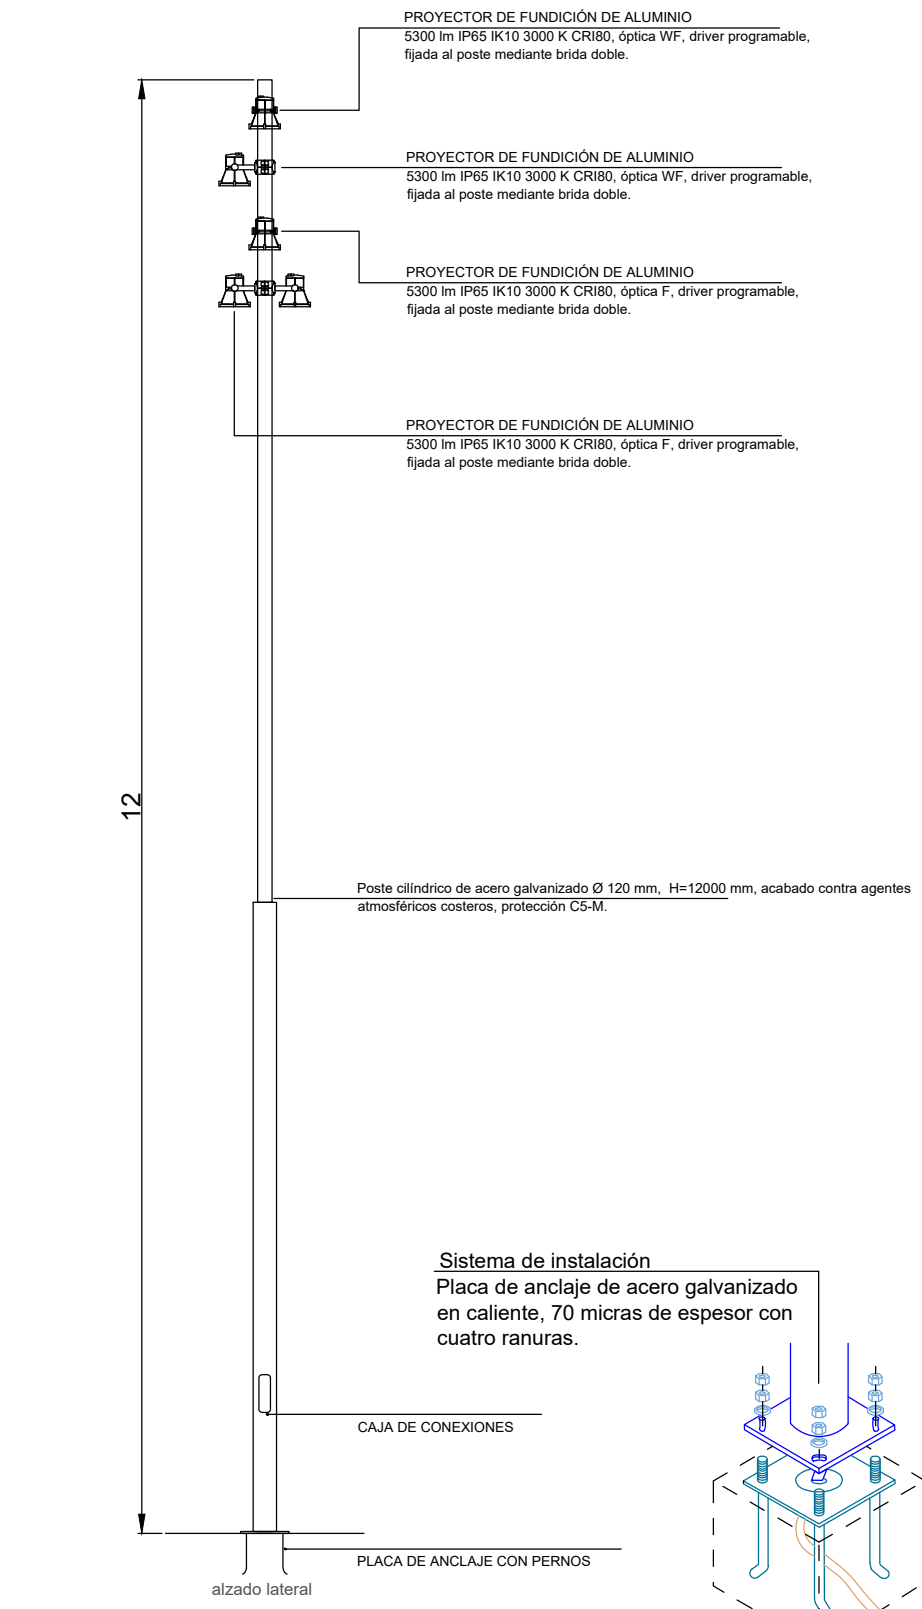 PROYECTOR DE FUNDICIÓN DE ALUMINIO
5300 lm IP65 IK10 3000 K CRI80, óptica WF, driver programable,
fijada al poste mediante brida doble.
PROYECTOR DE FUNDICIÓN DE ALUMINIO
5300 lm IP65 IK10 3000 K CRI80, óptica WF, driver programable,
fijada al poste mediante brida doble.
PROYECTOR DE FUNDICIÓN DE ALUMINIO
5300 lm IP65 IK10 3000 K CRI80, óptica F, driver programable,
fijada al poste mediante brida doble.
PROYECTOR DE FUNDICIÓN DE ALUMINIO
5300 lm IP65 IK10 3000 K CRI80, óptica F, driver programable,
fijada al poste mediante brida doble.
12
Poste cilíndrico de acero galvanizado Ø 120 mm, H=12000 mm, acabado contra agentes
atmosféricos costeros, protección C5-M.
Sistema de instalación
Placa de anclaje de acero galvanizado
en caliente, 70 micras de espesor con
cuatro ranuras.
CAJA DE CONEXIONES
PLACA DE ANCLAJE CON PERNOS
alzado lateral